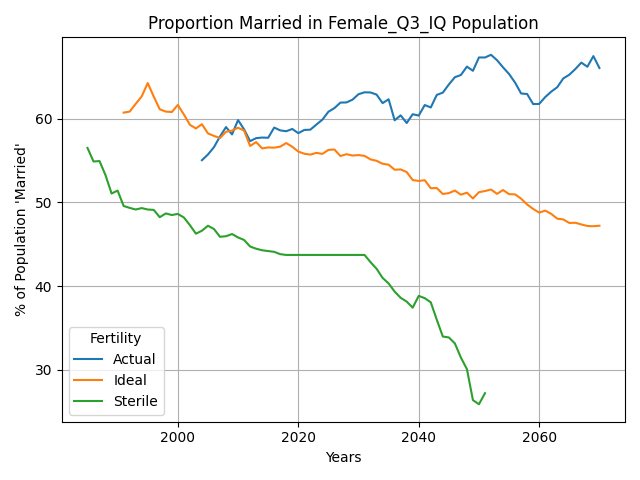 Proportion Married in Female_Q3_IQ Population
% of Population 'Married'
60
50
40
30
Fertility
Actual
Ideal
Sterile
2000 2020 2040 2060
Years